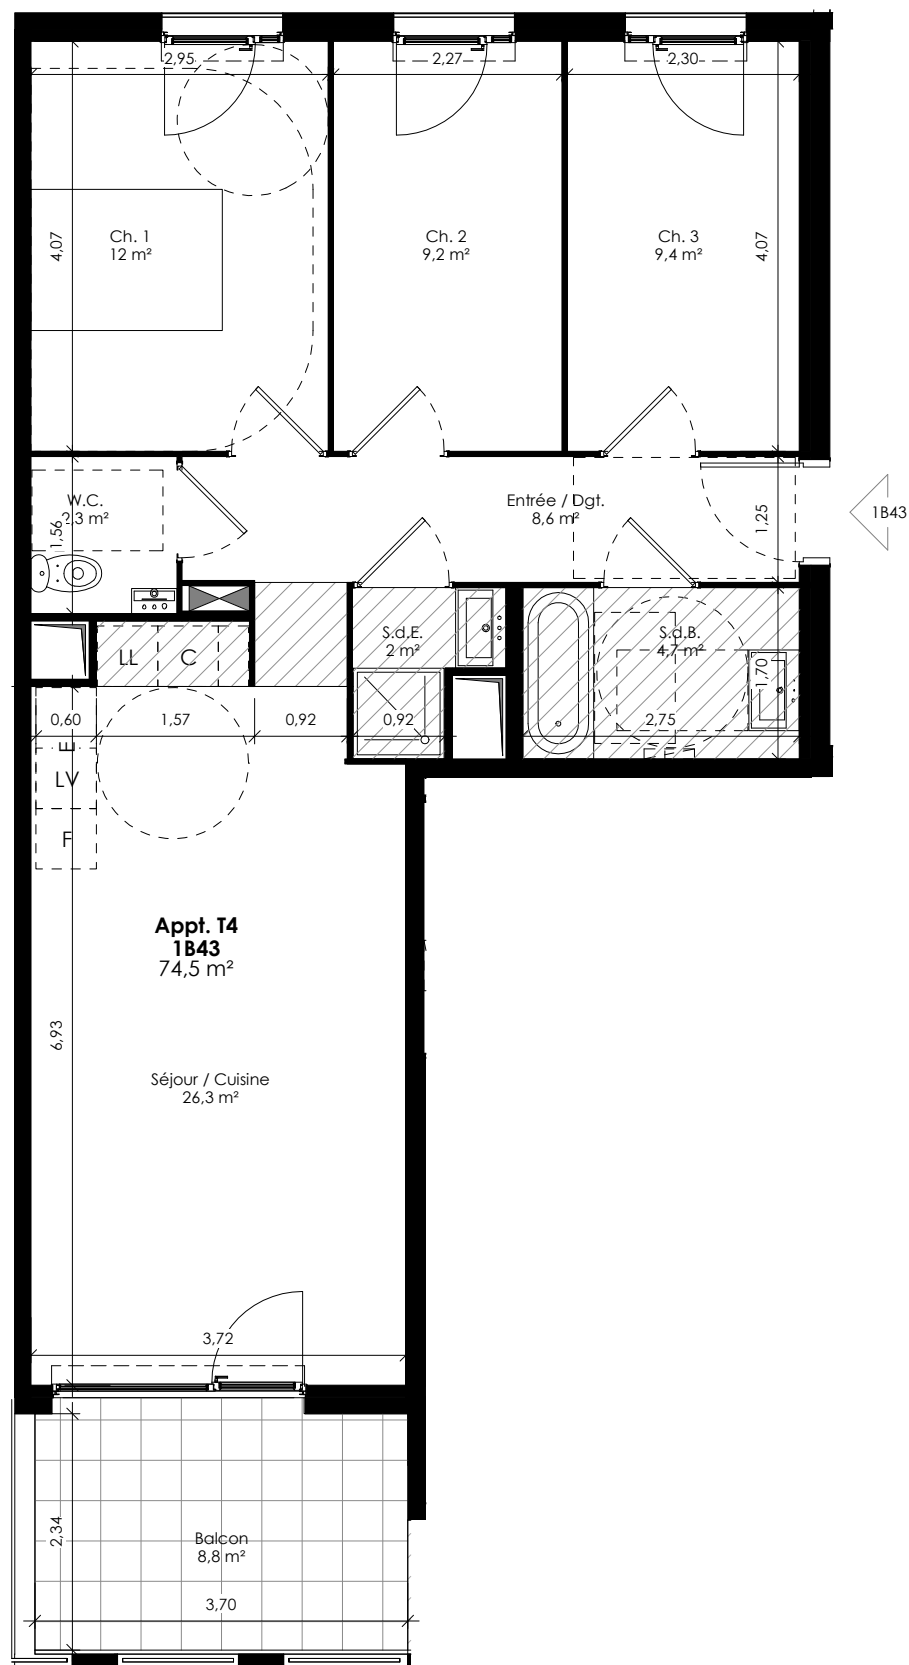 2,95
2,27
2,30
4,07
Ch. 1
12 m²
Ch. 2
9,2 m²
Ch. 3
9,4 m²
4,07
W.C.
2,3 m²
1,56
Entrée / Dgt.
8,6 m²
1,25
1B43
LL
C
S.d.E.
2 m²
S.d.B.
4,7 m²
1,70
0,60
1,57
0,92
0,92
2,75
E
LV
F
Appt. T4
1B43
74,5 m²
6,93
Séjour / Cuisine
26,3 m²
3,72
2,34
Balcon
8,8 m²
3,70